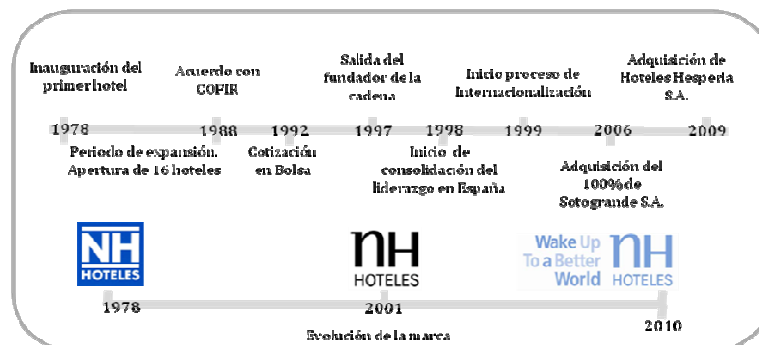 Inauguración del
primer hotel
Acuerdo con
COFIR
Salida del
fundador de la
cadena
Inicio proceso de
Internacionalización
Adquisición de
Hoteles Hesperia
S.A.
1978
1988
1992
1997
1998
1999
2006
2009
Periodo de expansión.
Apertura de 16 hoteles
Cotización
en Bolsa
Inicio de
consolidación del
liderazgo en España
Adquisición del
100% de
Sotogrande S.A.
NH
HOTELES
nH
HOTELES
Wake Up
To a Better
World
nH
HOTELES
1978
2001
2010
Evolución de la marca